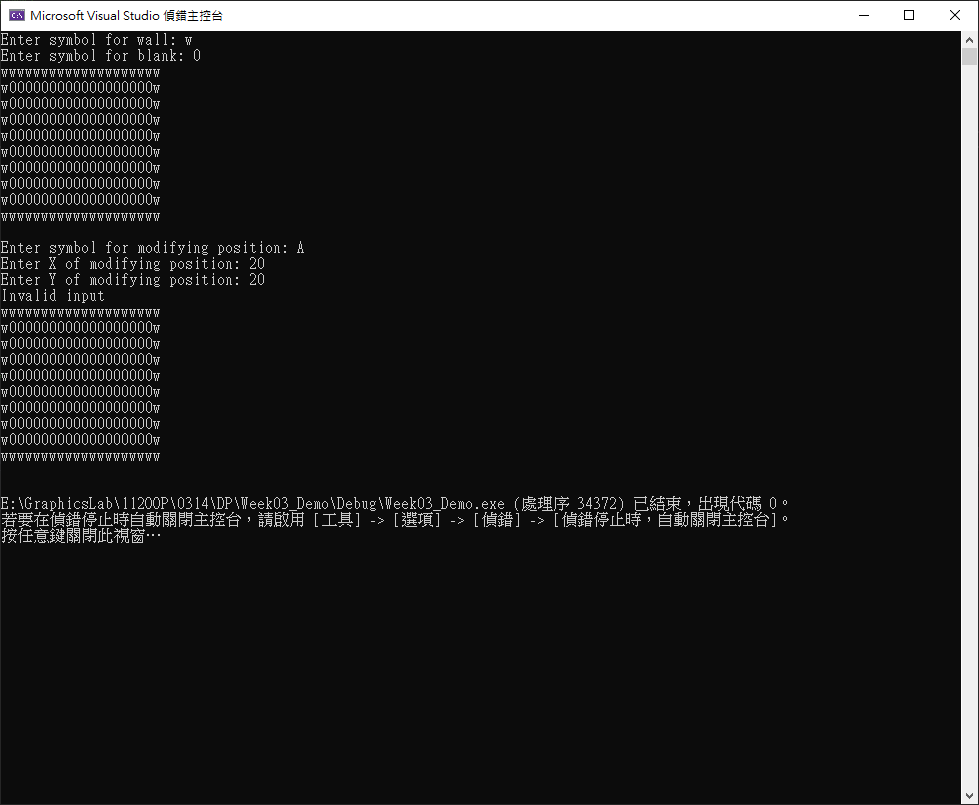 Microsoft Visual Studio 偵錯主控台
Enter symbol for wall: w
Enter symbol for blank: 0
wwwwwwwwwwwwwwwwwwww
w000000000000000000w
w000000000000000000w
w000000000000000000w
w000000000000000000w
w000000000000000000w
w000000000000000000w
w000000000000000000w
w000000000000000000w
wwwwwwwwwwwwwwwwwwww
Enter symbol for modifying position: A
Enter X of modifying position: 20
Enter Y of modifying position: 20
Invalid input
wwwwwwwwwwwwwwwwwwww
w000000000000000000w
w000000000000000000w
w000000000000000000w
w000000000000000000w
w000000000000000000w
w000000000000000000w
w000000000000000000w
w000000000000000000w
wwwwwwwwwwwwwwwwwwww
E:\GraphicsLab\112OOP\0314\DP\Week03_Demo\Debug\Week03_Demo.exe (處理序 34372) 已結束，出現代碼 0。
若要在偵錯停止時自動關閉主控台，請啟用 [工具] -> [選項] -> [偵錯] -> [偵錯停止時，自動關閉主控台]。
按任意鍵關閉此視窗…